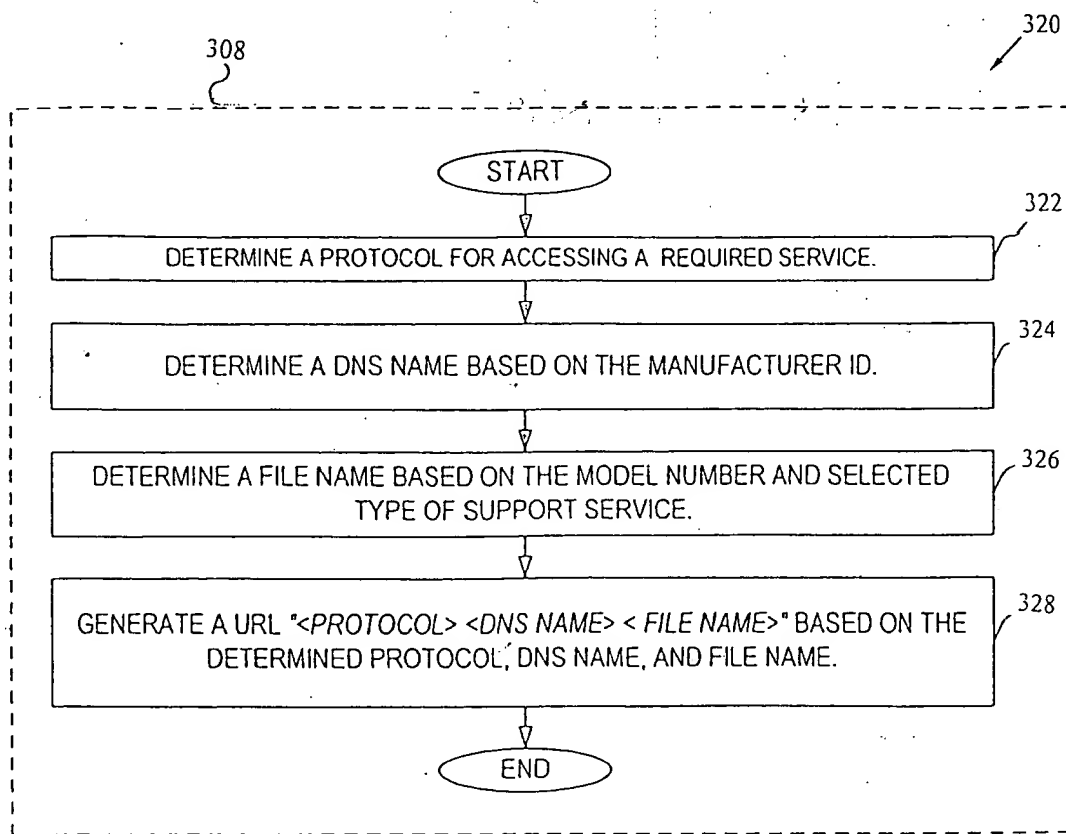 320
308
START
322
DETERMINE A PROTOCOL FOR ACCESSING A REQUIRED SERVICE.
324
DETERMINE A DNS NAME BASED ON THE MANUFACTURER ID.
326
DETERMINE A FILE NAME BASED ON THE MODEL NUMBER AND SELECTED
TYPE OF SUPPORT SERVICE.
328
GENERATE A URL "<PROTOCOL> <DNS NAME> < FILE NAME>" BASED ON THE
DETERMINED PROTOCOL, DNS NAME, AND FILE NAME.
END